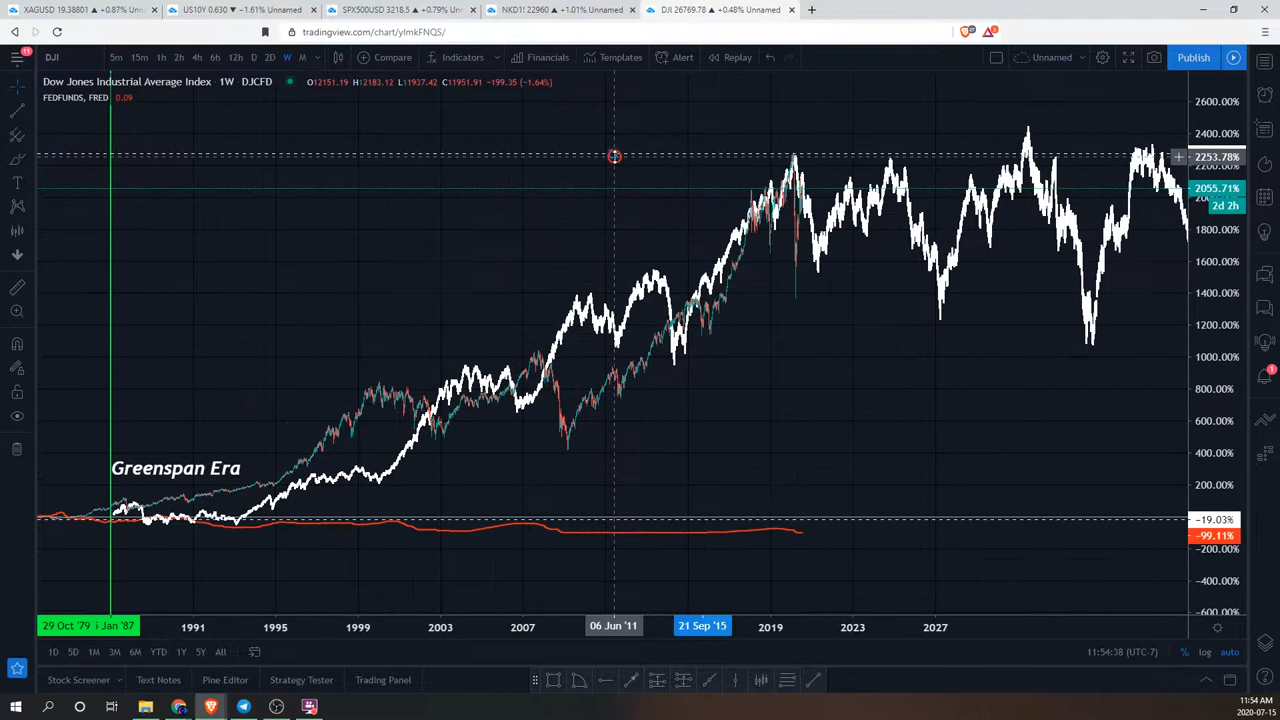 XAGUSD 19.38801 ▲ +0.87% Unnamed
US10Y 0.630 ▼ −1.61% Unnamed
SPX500USD 3218.5 ▲ +0.79% Unn
NKD1! 22960 ▲ +1.01% Unnamed
DJI 26769.78 ▲ +0.48% Unnamed
tradingview.com/chart/yImkFNQS/
11
DJI
5m 15m 1h 2h 4h 6h 12h D 2D W M
Compare
Indicators
Financials
Templates
Alert
Replay
Unnamed
Publish
Dow Jones Industrial Average Index · 1W DJCFD
O12151.19 H12183.12 L11937.42 C11951.91 −199.35 (−1.64%)
FEDFUNDS, FRED 0.09
2600.00%
2400.00%
2253.78%
2055.71%
2d 2h
1800.00%
1600.00%
1400.00%
1200.00%
1000.00%
800.00%
600.00%
400.00%
200.00%
−19.03%
−99.11%
−200.00%
−400.00%
−600.00%
Greenspan Era
1
29 Oct '79 Jan '87 1991 1995 1999 2003 2007 06 Jun '11 21 Sep '15 2019 2023 2027
1D 5D 1M 3M 6M YTD 1Y 5Y All
11:54:38 (UTC-7) % log auto
Stock Screener Text Notes Pine Editor Strategy Tester Trading Panel
11:54 AM
2020-07-15